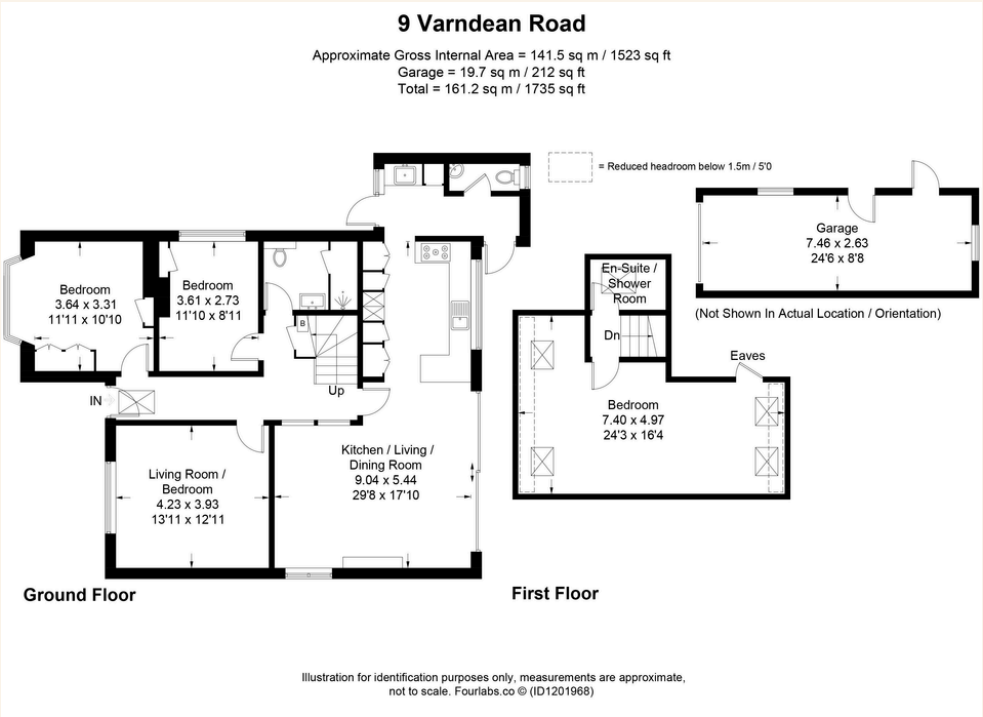 9 Varndean Road
Approximate Gross Internal Area = 141.5 sq m / 1523 sq ft
Garage = 19.7 sq m / 212 sq ft
Total = 161.2 sq m / 1735 sq ft
= Reduced headroom below 1.5m / 5'0
Garage
7.46 x 2.63
24'6 x 8'8
(Not Shown In Actual Location / Orientation)
Bedroom
3.64 x 3.31
11'11 x 10'10
Bedroom
3.61 x 2.73
11'10 x 8'11
B
Up
IN
Living Room /
Bedroom
4.23 x 3.93
13'11 x 12'11
Kitchen / Living /
Dining Room
9.04 x 5.44
29'8 x 17'10
Ground Floor
En-Suite /
Shower
Room
Dn
Eaves
Bedroom
7.40 x 4.97
24'3 x 16'4
First Floor
Illustration for identification purposes only, measurements are approximate,
not to scale. Fourlabs.co © (ID1201968)